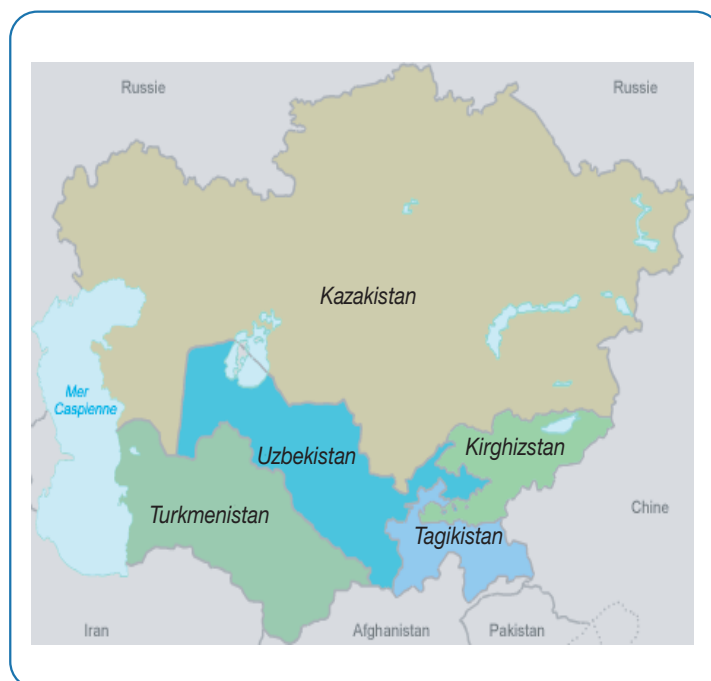 Russie
Russie
Kazakistan
Mer
Caspienne
Uzbekistan
Kirghizstan
Turkmenistan
Chine
Tagikistan
Iran
Afghanistan
Pakistan